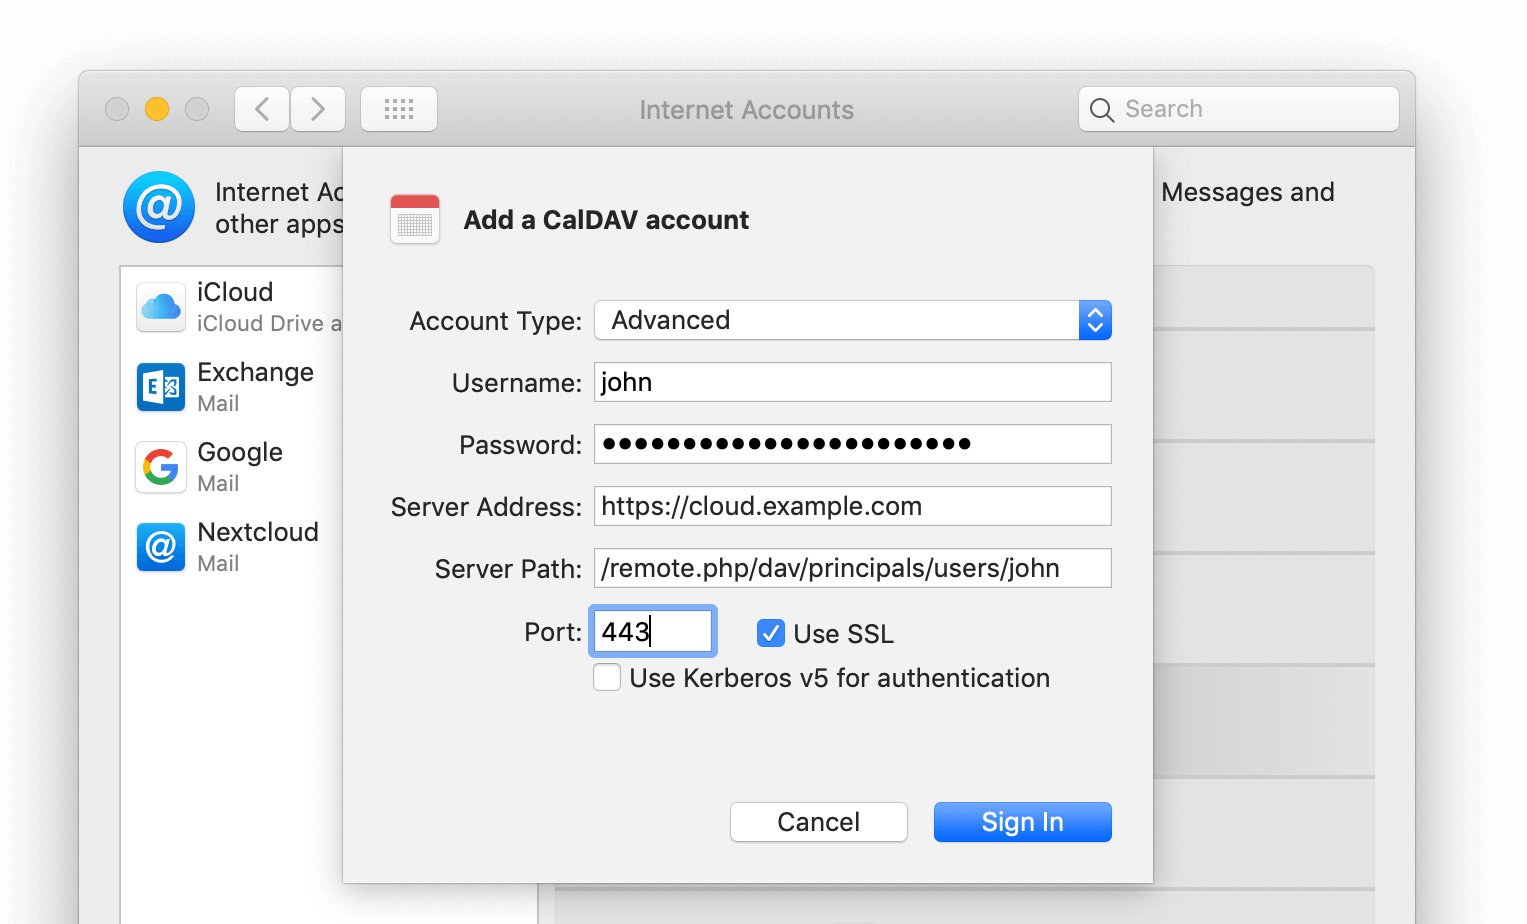 Internet Accounts
Search
Internet Ac
Messages and
other apps
iCloud
iCloud Drive a
Exchange
Mail
Google
Mail
Nextcloud
Mail
Add a CalDAV account
Account Type: Advanced
Username: john
Password: ●●●●●●●●●●●●●●●●●●●●●●●
Server Address: https://cloud.example.com
Server Path: /remote.php/dav/principals/users/john
Port: 443 Use SSL
Use Kerberos v5 for authentication
Cancel
Sign In